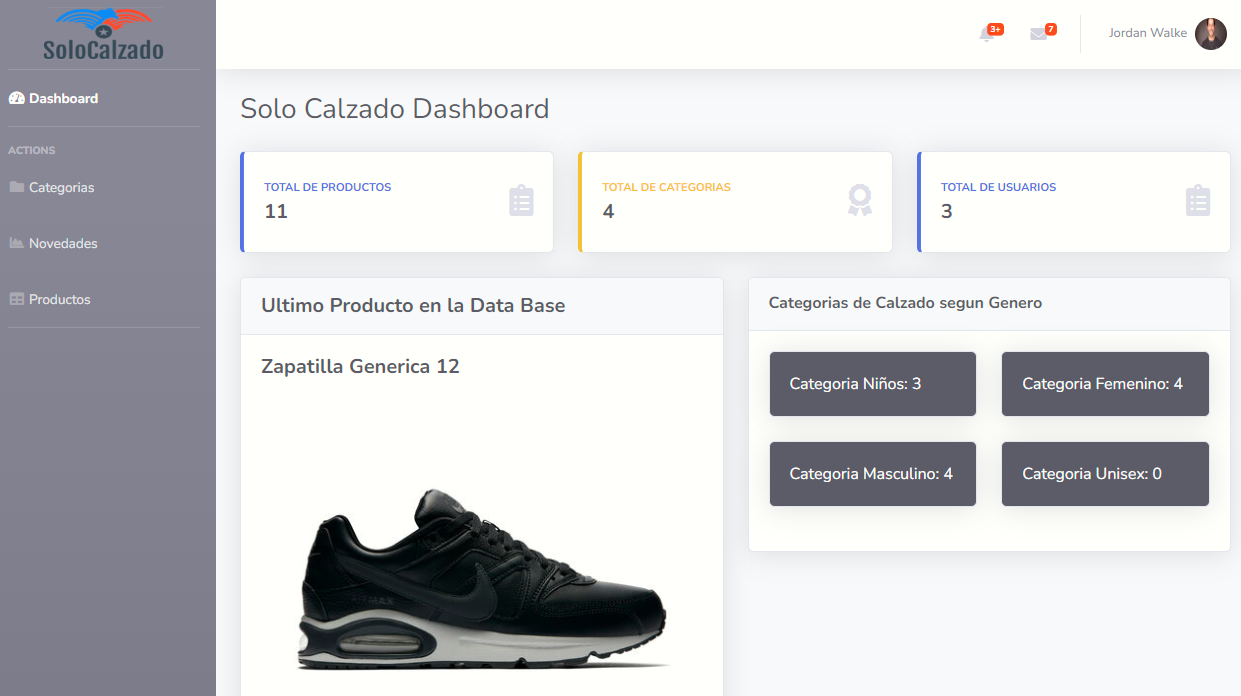 SoloCalzado
3+
7
Jordan Walke
Dashboard
ACTIONS
Categorias
Novedades
Productos
Solo Calzado Dashboard
TOTAL DE PRODUCTOS
11
TOTAL DE CATEGORIAS
4
TOTAL DE USUARIOS
3
Ultimo Producto en la Data Base
Zapatilla Generica 12
AIR MAX
Categorias de Calzado segun Genero
Categoria Niños: 3
Categoria Femenino: 4
Categoria Masculino: 4
Categoria Unisex: 0